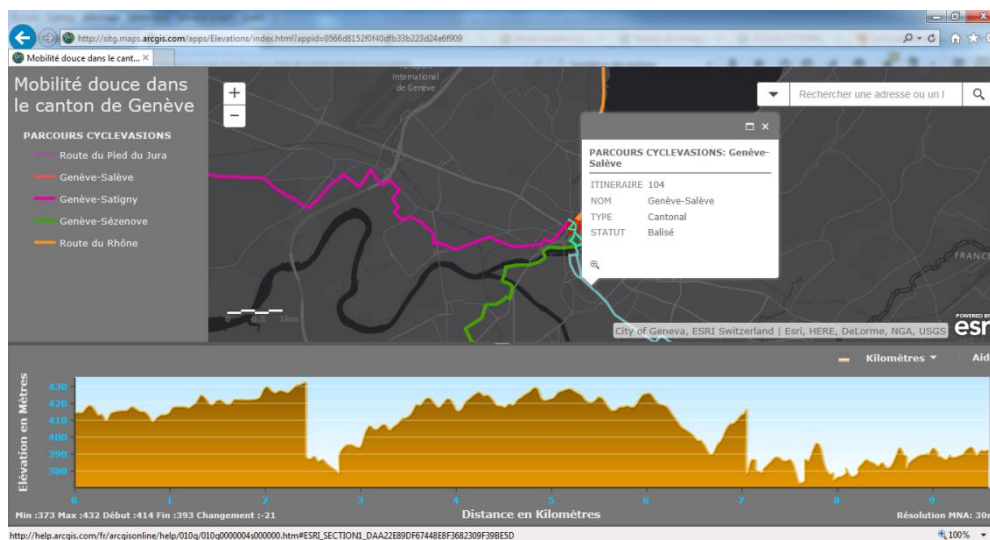 http://sitg.maps.arcgis.com/apps/Elevations/index.html?appid=0566d8152f0f40dfb33b223d24e6f909
Mobilité douce dans le cant...
Mobilité douce dans
le canton de Genève
PARCOURS CYCLEVASIONS
Route du Pied du Jura
Genève-Salève
Genève-Satigny
Genève-Sézenove
Route du Rhône
+
−
International
de Genève
Rechercher une adresse ou un l
PARCOURS CYCLEVASIONS: Genève-
Salève
ITINERAIRE 104
NOM Genève-Salève
TYPE Cantonal
STATUT Balisé
FRANC
0 0.5 1km
City of Geneva, ESRI Switzerland | Esri, HERE, DeLorme, NGA, USGS
POWERED BY
esri
Kilomètres
Aid
Elévation en Mètres
430
420
410
400
390
380
0 1 2 3 4 5 6 7 8 9
Min :373 Max :432 Début :414 Fin :393 Changement :-21
Distance en Kilomètres
Résolution MNA: 30m
http://help.arcgis.com/fr/arcgisonline/help/010q/010q0000004s000000.htm#ESRI_SECTION1_DAA22E89DF67448E8F3682309F39BE5D
100%